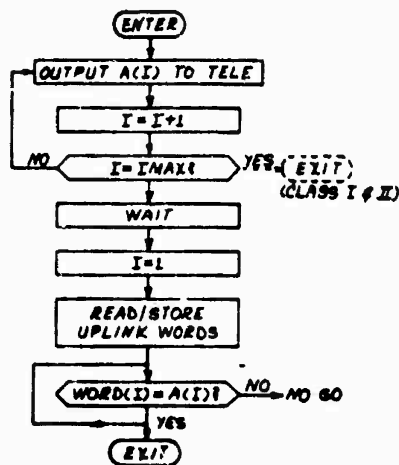 ENTER
OUTPUT A(I) TO TELE
I = I+1
NO
I = IMAX?
YES
EXIT
(CLASS I & II)
WAIT
I=1
READ/STORE
UPLINK WORDS
WORD(I) = A(I)?
NO
NO GO
YES
EXIT